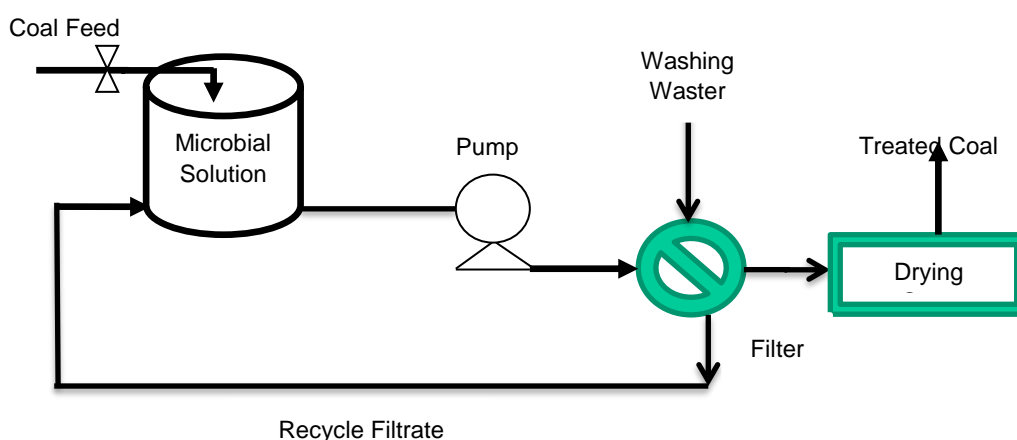 Coal Feed
Microbial
Solution
Pump
Washing
Waster
Treated Coal
Drying
Filter
Recycle Filtrate